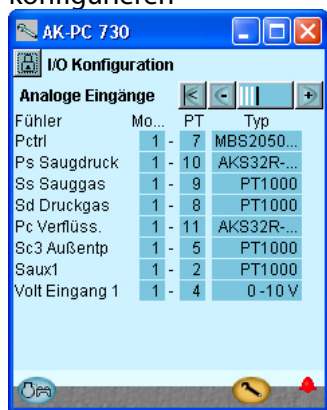 konfigurieren
AK-PC 730
I/O Konfiguration
Analoge Eingänge
Fühler Mo... PT Typ
Pctrl 1 - 7 MBS2050...
Ps Saugdruck 1 - 10 AKS32R-...
Ss Sauggas 1 - 9 PT1000
Sd Druckgas 1 - 8 PT1000
Pc Verflüss. 1 - 11 AKS32R-...
Sc3 Außentp 1 - 5 PT1000
Saux1 1 - 2 PT1000
Volt Eingang 1 1 - 4 0 -10 V